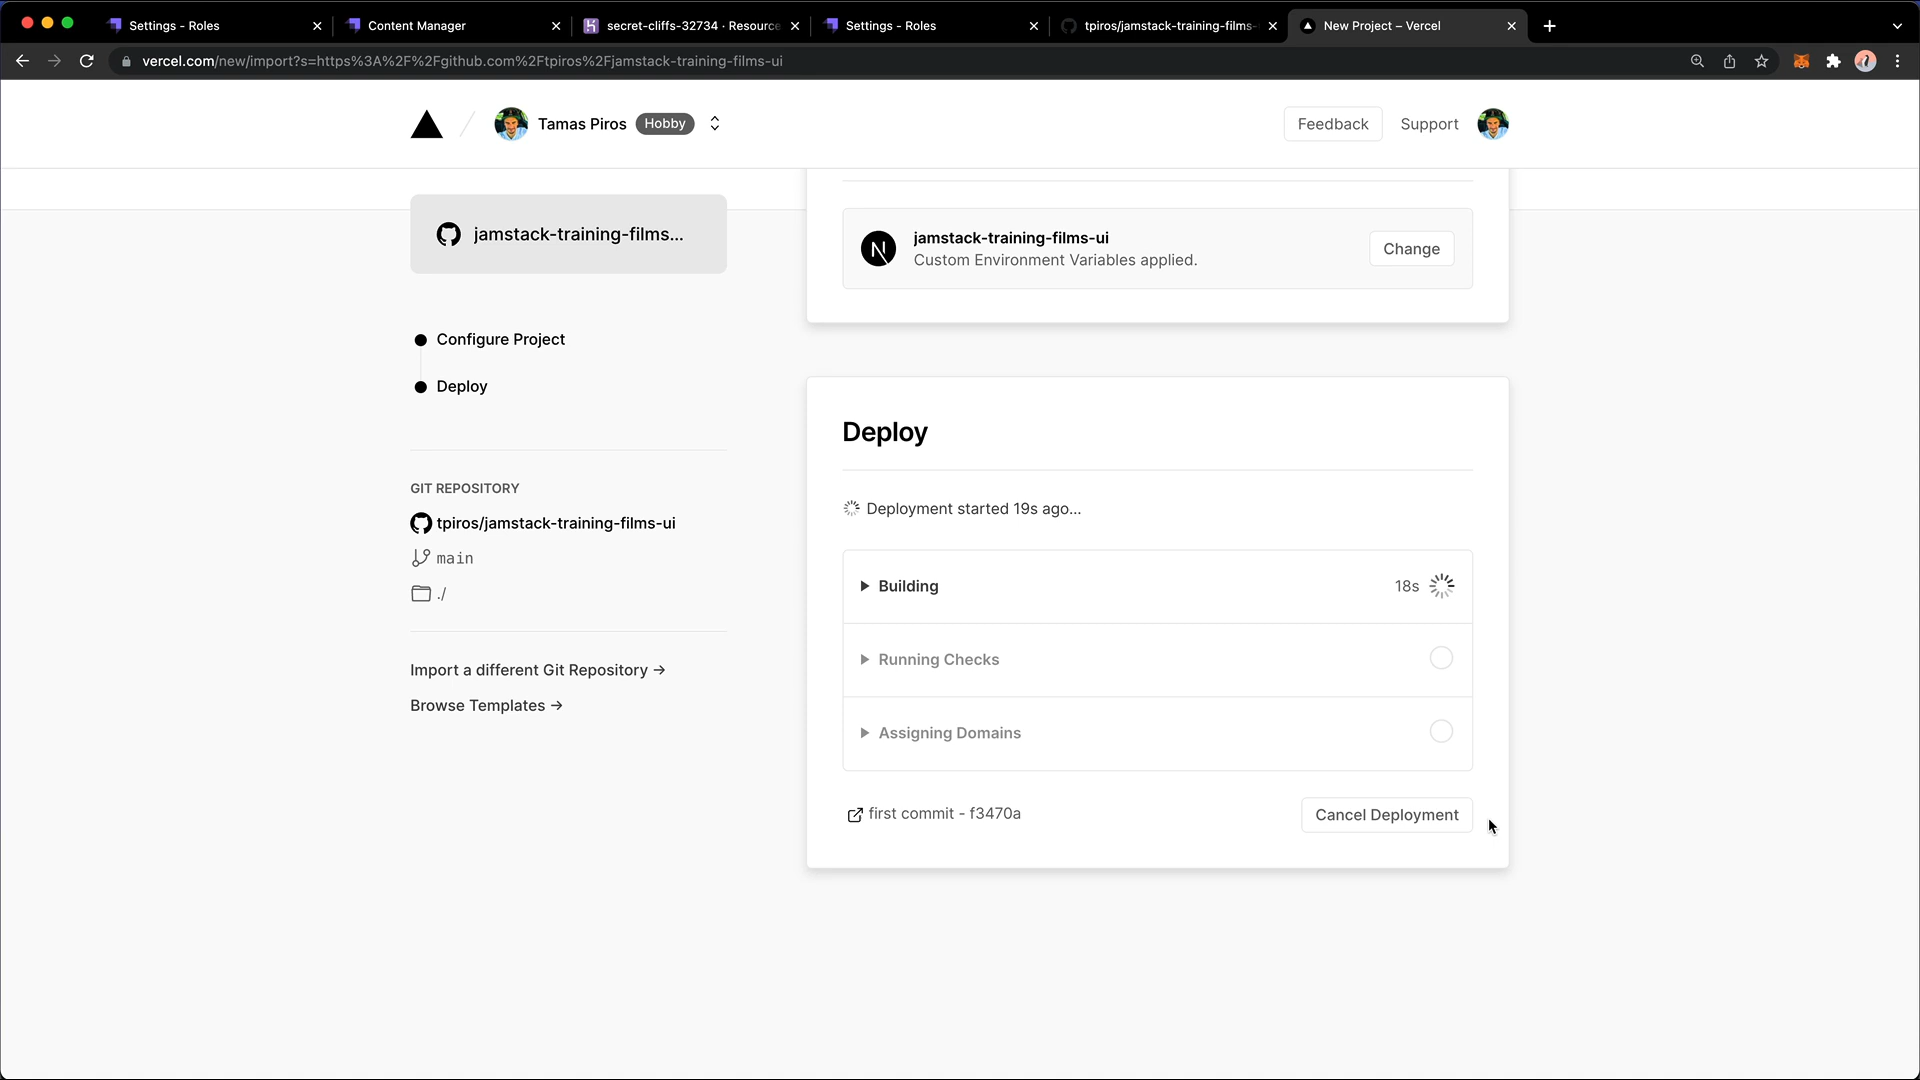 Settings - Roles
Content Manager
secret-cliffs-32734 · Resource
Settings - Roles
tpiros/jamstack-training-films-
New Project – Vercel
vercel.com/new/import?s=https%3A%2F%2Fgithub.com%2Ftpiros%2Fjamstack-training-films-ui
Tamas Piros
Hobby
Feedback
Support
jamstack-training-films...
Configure Project
Deploy
GIT REPOSITORY
tpiros/jamstack-training-films-ui
main
./
Import a different Git Repository →
Browse Templates →
N
jamstack-training-films-ui
Custom Environment Variables applied.
Change
Deploy
Deployment started 19s ago...
Building
18s
Running Checks
Assigning Domains
first commit - f3470a
Cancel Deployment